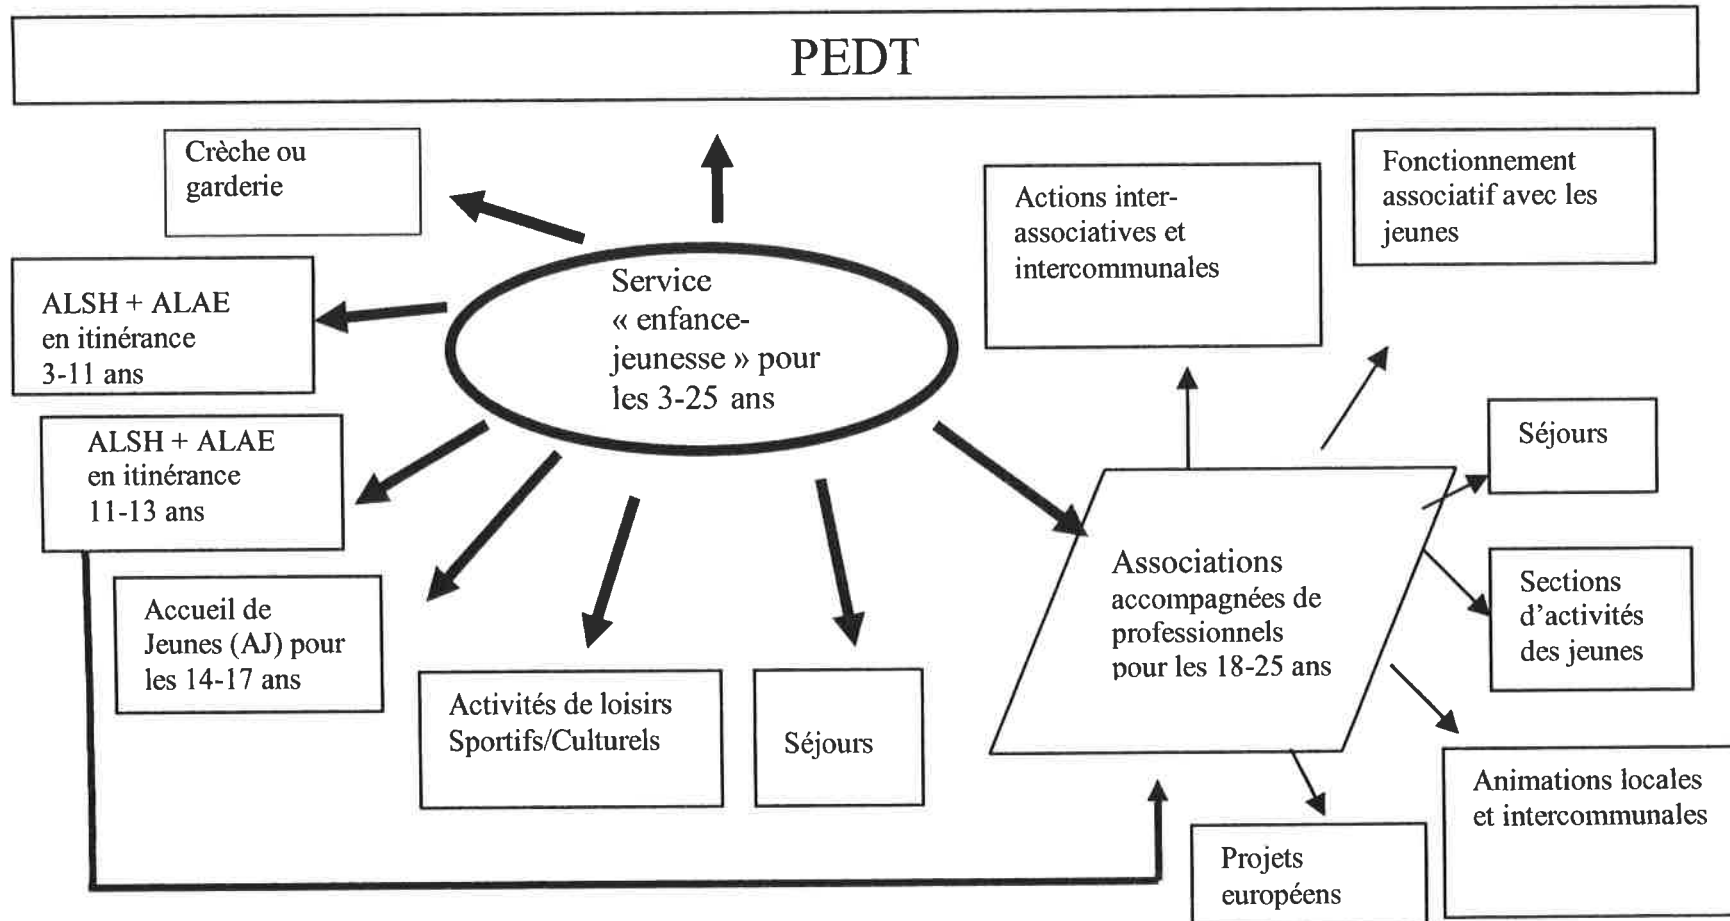 PEDT
Crèche ou
garderie
Actions inter-
associatives et
intercommunales
Fonctionnement
associatif avec les
jeunes
ALSH + ALAE
en itinérance
3-11 ans
Service
« enfance-
jeunesse » pour
les 3-25 ans
ALSH + ALAE
en itinérance
11-13 ans
Séjours
Accueil de
Jeunes (AJ) pour
les 14-17 ans
Associations
accompagnées de
professionnels
pour les 18-25 ans
Sections
d'activités
des jeunes
Activités de loisirs
Sportifs/Culturels
Séjours
Animations locales
et intercommunales
Projets
européens